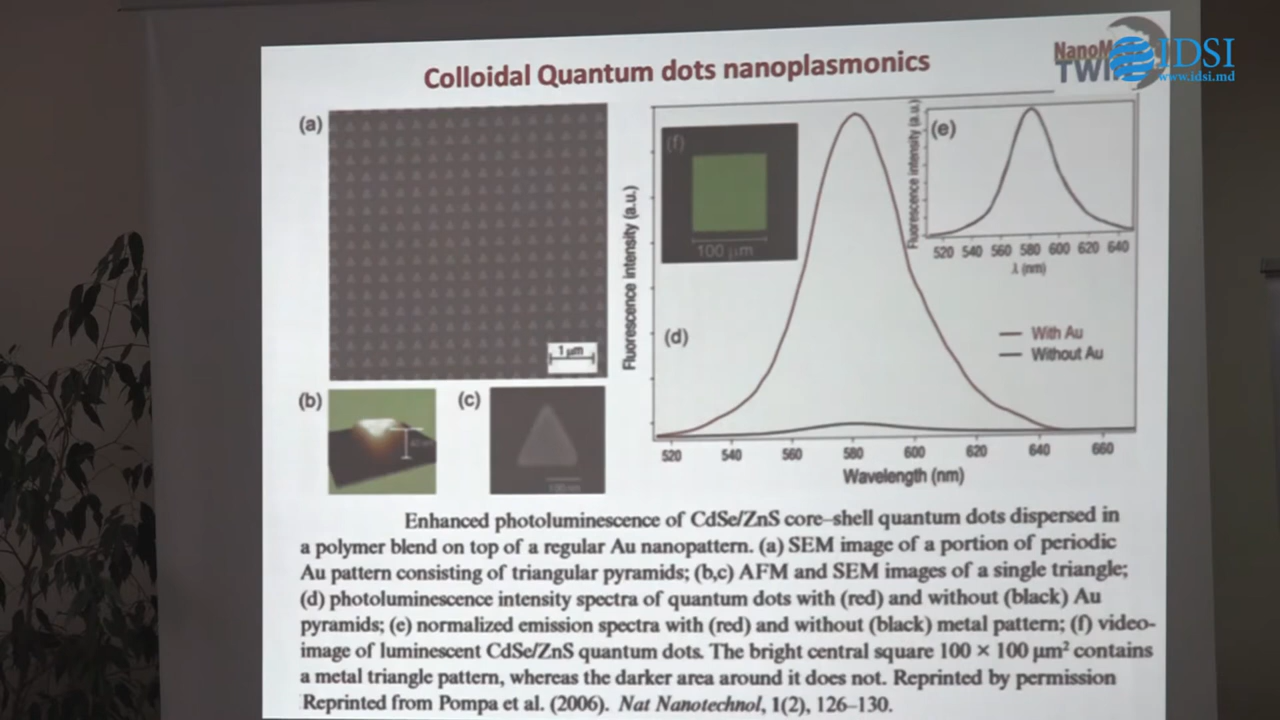 Colloidal Quantum dots nanoplasmonics
NanoM
TWI
IDSI
www.idsi.md
(a)
1 µm
(b)
(c)
(f)
100 µm
Fluorescence intensity (a.u.)
(d)
With Au
Without Au
520 540 560 580 600 620 640 660
Wavelength (nm)
(e)
Fluorescence intensity (a.u.)
520 540 560 580 600 620 640
λ (nm)
Enhanced photoluminescence of CdSe/ZnS core–shell quantum dots dispersed in
a polymer blend on top of a regular Au nanopattern. (a) SEM image of a portion of periodic
Au pattern consisting of triangular pyramids; (b,c) AFM and SEM images of a single triangle;
(d) photoluminescence intensity spectra of quantum dots with (red) and without (black) Au
pyramids; (e) normalized emission spectra with (red) and without (black) metal pattern; (f) video-
image of luminescent CdSe/ZnS quantum dots. The bright central square 100 × 100 µm² contains
a metal triangle pattern, whereas the darker area around it does not. Reprinted by permission
Reprinted from Pompa et al. (2006). Nat Nanotechnol, 1(2), 126–130.